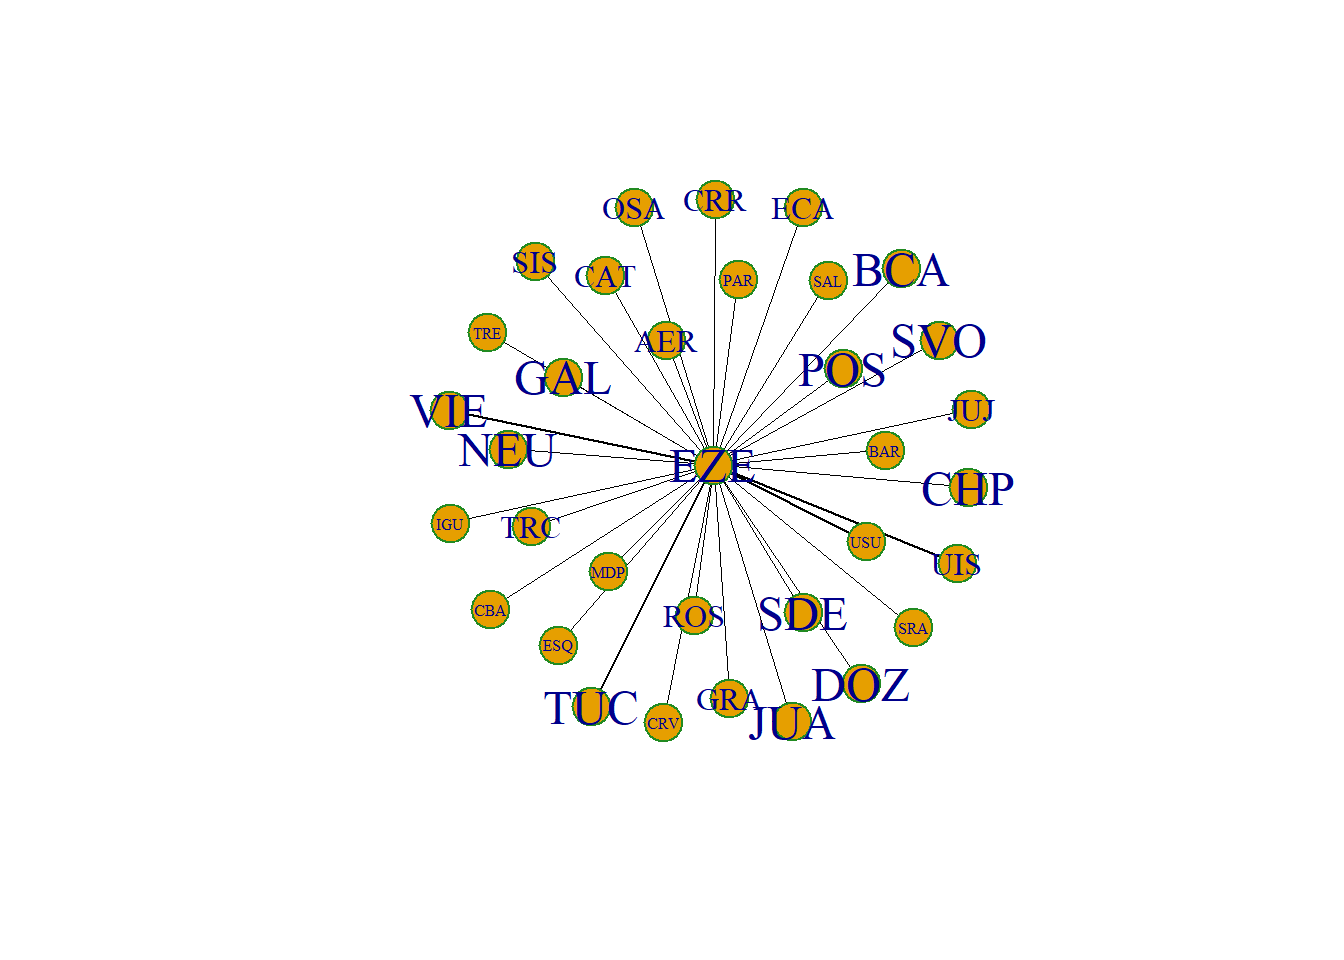 CRR
OSA
ECA
SIS
BCA
CAT
PAR
SAL
TRE
AER
SVO
GAL
POS
VIE
JUJ
NEU
BAR
EZE
CHP
IGU
TRC
USU
UIS
MDP
CBA
ROS
SDE
SRA
ESQ
DOZ
TUC
GRA
CRV
JUA